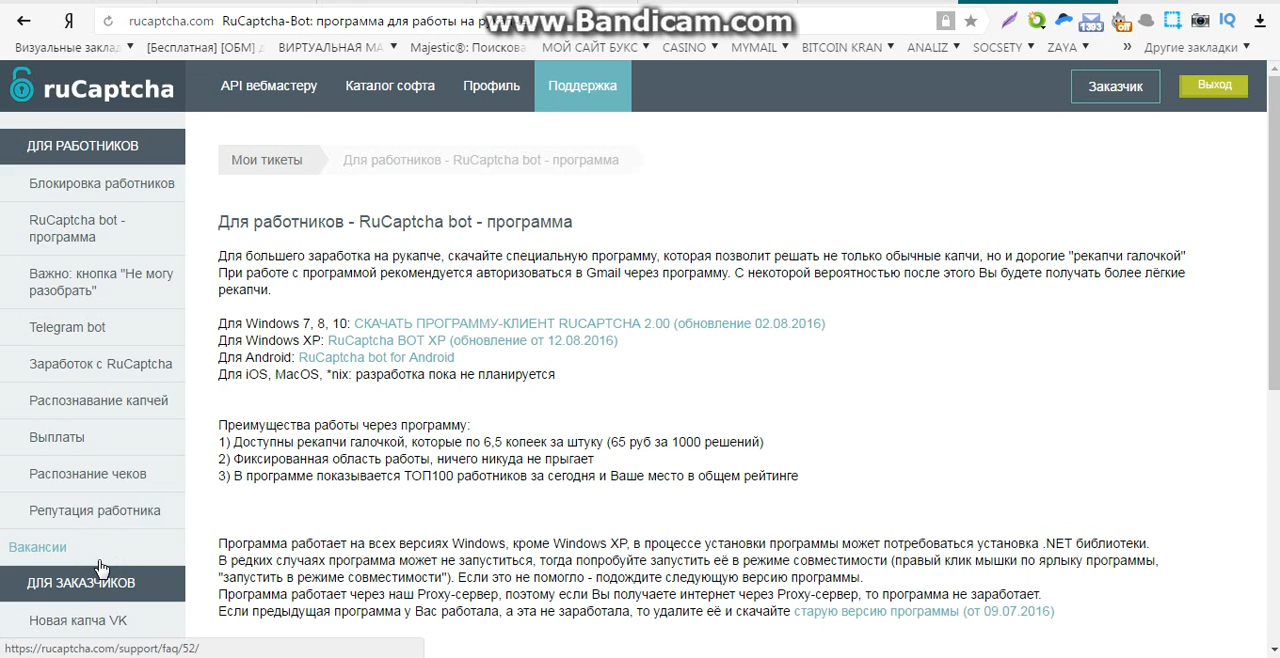 Я rucaptcha.com RuCaptcha-Bot: программа для работы на
www.Bandicam.com
1393
off
IQ
Визуальные заклад
[Бесплатная] [ОБМ]
ВИРТУАЛЬНАЯ МА
Majestic®: Поискова
МОЙ САЙТ БУКС
CASINO
MYMAIL
BITCOIN KRAN
ANALIZ
SOCSETY
ZAYA
»
Другие закладки
ruCaptcha
API вебмастеру
Каталог софта
Профиль
Поддержка
Заказчик
Выход
ДЛЯ РАБОТНИКОВ
Блокировка работников
RuCaptcha bot -
программа
Важно: кнопка "Не могу
разобрать"
Telegram bot
Заработок с RuCaptcha
Распознавание капчей
Выплаты
Распознание чеков
Репутация работника
Вакансии
ДЛЯ ЗАКАЗЧИКОВ
Новая капча VK
https://rucaptcha.com/support/faq/52/
Мои тикеты
Для работников - RuCaptcha bot - программа
Для работников - RuCaptcha bot - программа
Для большего заработка на рукапче, скачайте специальную программу, которая позволит решать не только обычные капчи, но и дорогие "рекапчи галочкой"
При работе с программой рекомендуется авторизоваться в Gmail через программу. С некоторой вероятностью после этого Вы будете получать более лёгкие
рекапчи.
Для Windows 7, 8, 10: СКАЧАТЬ ПРОГРАММУ-КЛИЕНТ RUCAPTCHA 2.00 (обновление 02.08.2016)
Для Windows XP: RuCaptcha BOT XP (обновление от 12.08.2016)
Для Android: RuCaptcha bot for Android
Для iOS, MacOS, *nix: разработка пока не планируется
Преимущества работы через программу:
1) Доступны рекапчи галочкой, которые по 6,5 копеек за штуку (65 руб за 1000 решений)
2) Фиксированная область работы, ничего никуда не прыгает
3) В программе показывается ТОП100 работников за сегодня и Ваше место в общем рейтинге
Программа работает на всех версиях Windows, кроме Windows XP, в процессе установки программы может потребоваться установка .NET библиотеки.
В редких случаях программа может не запуститься, тогда попробуйте запустить её в режиме совместимости (правый клик мышки по ярлыку программы,
"запустить в режиме совместимости"). Если это не помогло - подождите следующую версию программы.
Программа работает через наш Proxy-сервер, поэтому если Вы получаете интернет через Proxy-сервер, то программа не заработает.
Если предыдущая программа у Вас работала, а эта не заработала, то удалите её и скачайте старую версию программы (от 09.07.2016)